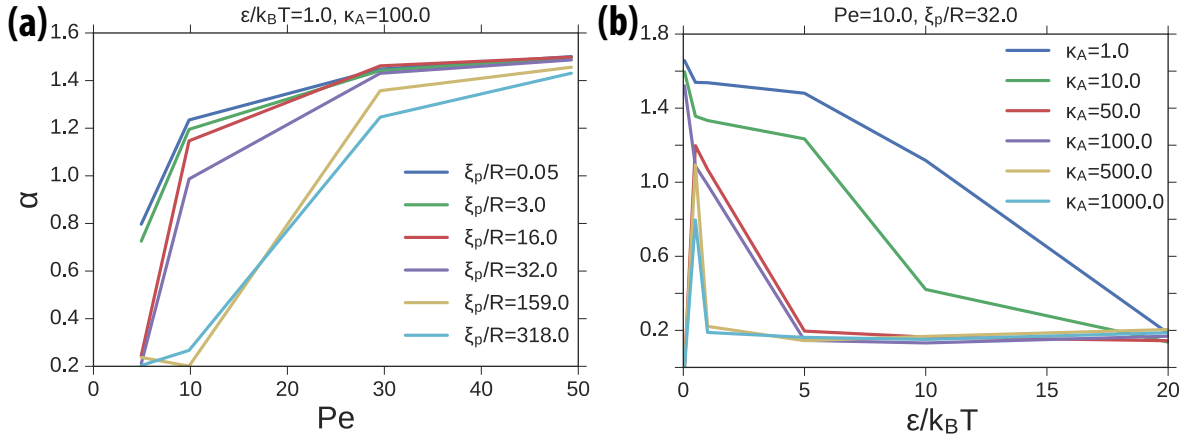 (a)
ε/k_BT=1.0, κ_A=100.0
1.6
1.4
1.2
1.0
0.8
0.6
0.4
0.2
α
0
10
20
30
40
50
Pe
ξ_p/R=0.05
ξ_p/R=3.0
ξ_p/R=16.0
ξ_p/R=32.0
ξ_p/R=159.0
ξ_p/R=318.0
(b)
Pe=10.0, ξ_p/R=32.0
1.8
1.4
1.0
0.6
0.2
0
5
10
15
20
ε/k_BT
κ_A=1.0
κ_A=10.0
κ_A=50.0
κ_A=100.0
κ_A=500.0
κ_A=1000.0